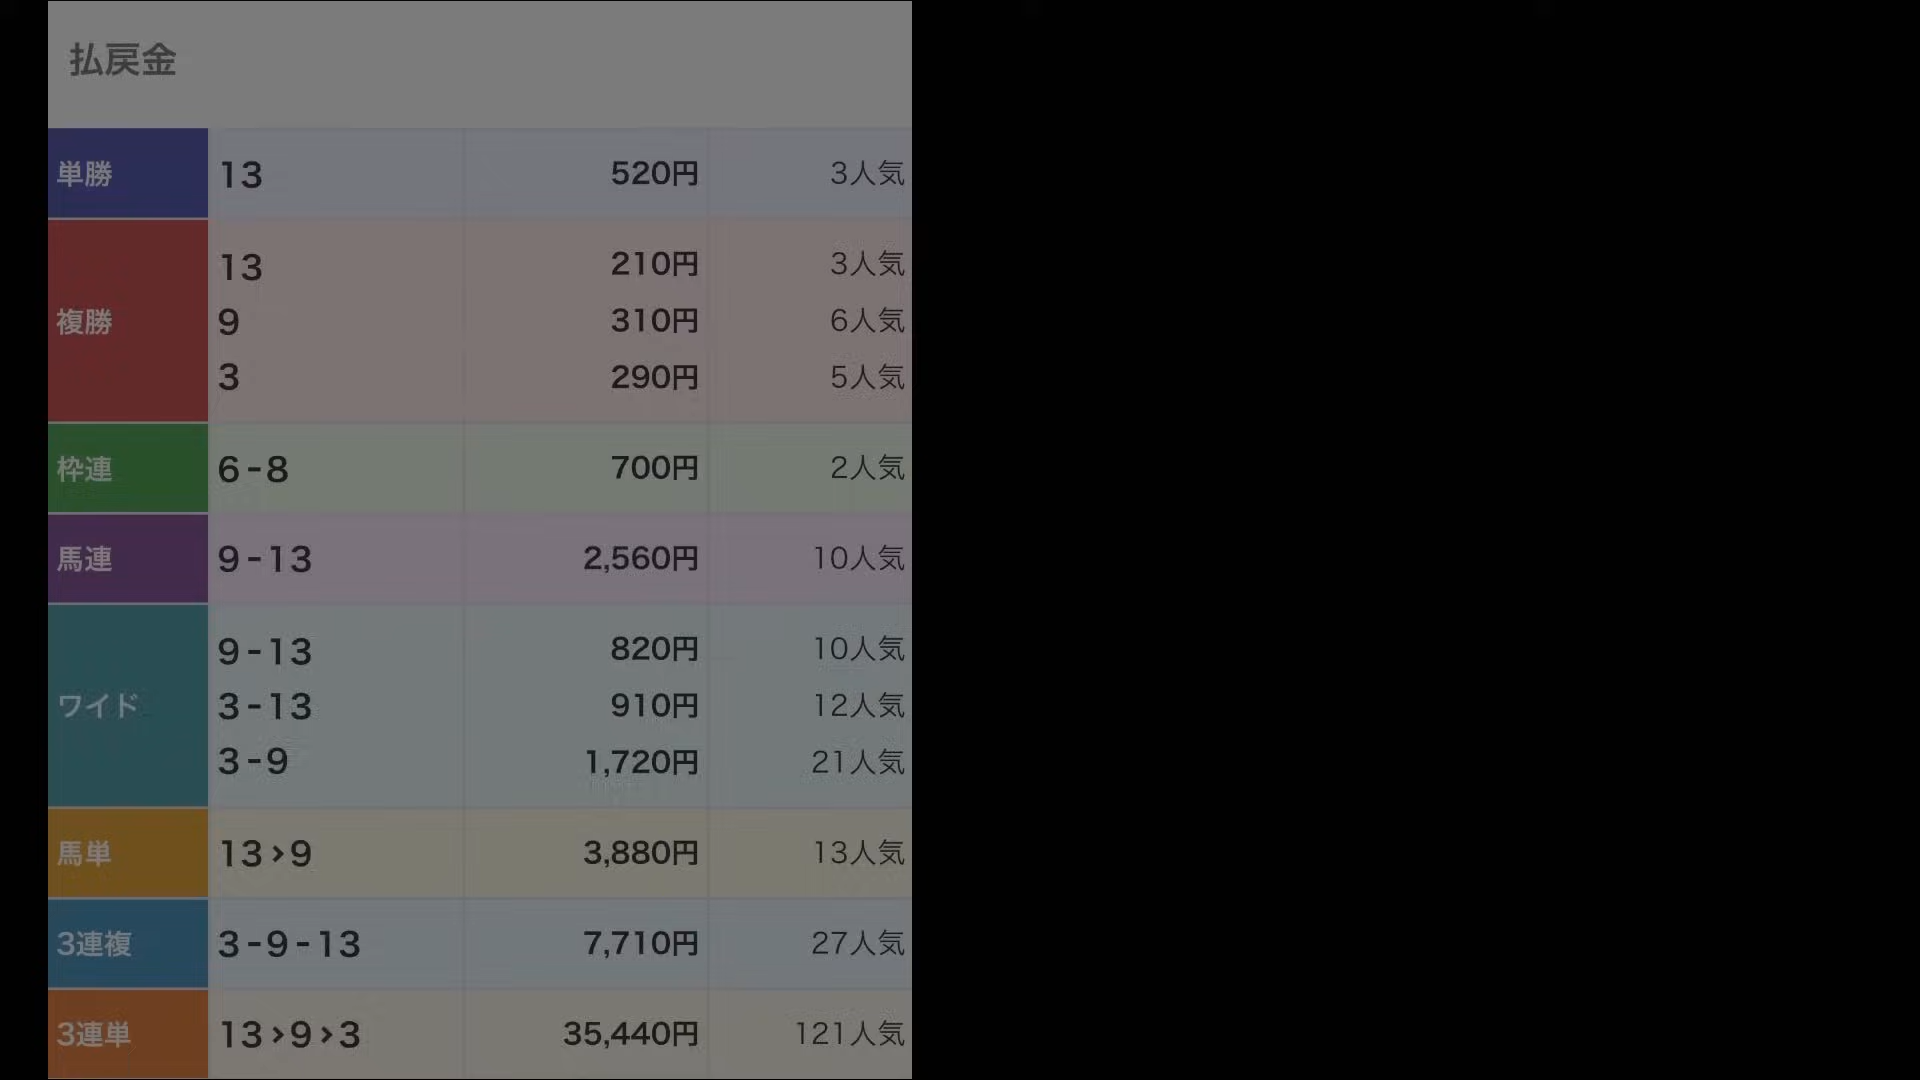 払戻金
単勝 13 520円 3人気
複勝 13 210円 3人気
9 310円 6人気
3 290円 5人気
枠連 6-8 700円 2人気
馬連 9-13 2,560円 10人気
ワイド 9-13 820円 10人気
3-13 910円 12人気
3-9 1,720円 21人気
馬単 13>9 3,880円 13人気
3連複 3-9-13 7,710円 27人気
3連単 13>9>3 35,440円 121人気